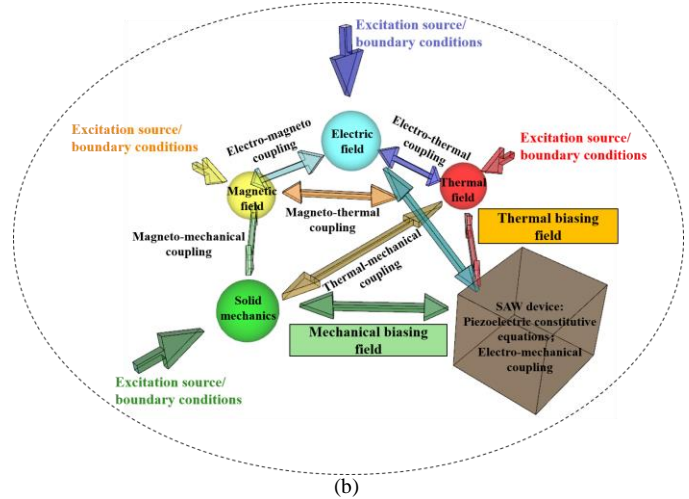 Excitation source/
boundary conditions
Excitation source/
boundary conditions
Electro-magneto
coupling
Electric
field
Electro-thermal
coupling
Excitation source/
boundary conditions
Magnetic
field
Thermal
field
Magneto-thermal
coupling
Thermal biasing
field
Magneto-mechanical
coupling
Thermal-mechanical
coupling
Solid
mechanics
Mechanical biasing
field
SAW device:
Piezoelectric constitutive
equations；
Electro-mechanical
coupling
Excitation source/
boundary conditions
(b)